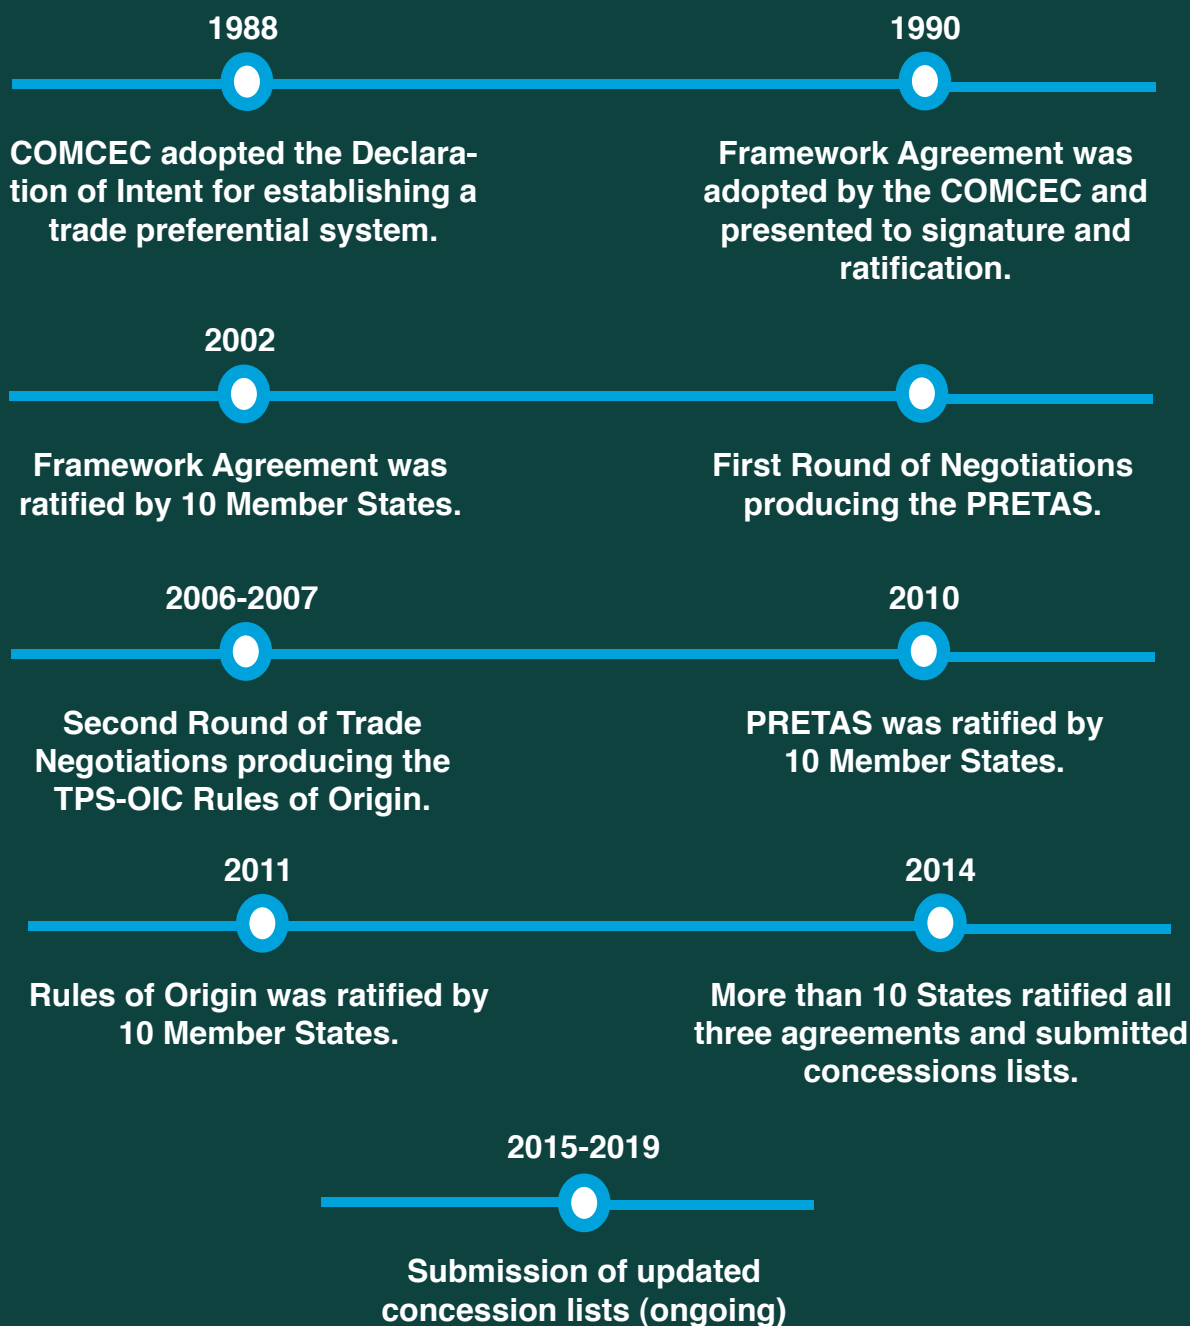 1988
COMCEC adopted the Declara-
tion of Intent for establishing a
trade preferential system.
1990
Framework Agreement was
adopted by the COMCEC and
presented to signature and
ratification.
2002
Framework Agreement was
ratified by 10 Member States.
First Round of Negotiations
producing the PRETAS.
2006-2007
Second Round of Trade
Negotiations producing the
TPS-OIC Rules of Origin.
2010
PRETAS was ratified by
10 Member States.
2011
Rules of Origin was ratified by
10 Member States.
2014
More than 10 States ratified all
three agreements and submitted
concessions lists.
2015-2019
Submission of updated
concession lists (ongoing)